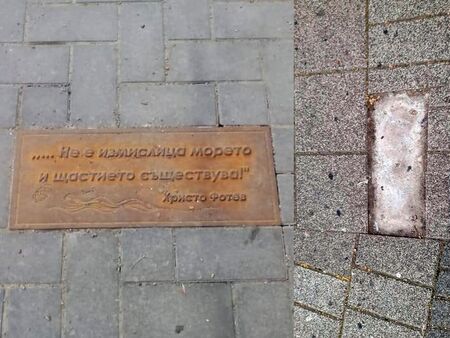 „.... Не е измислица морето
и щастието съществува!"
Христо Фотев